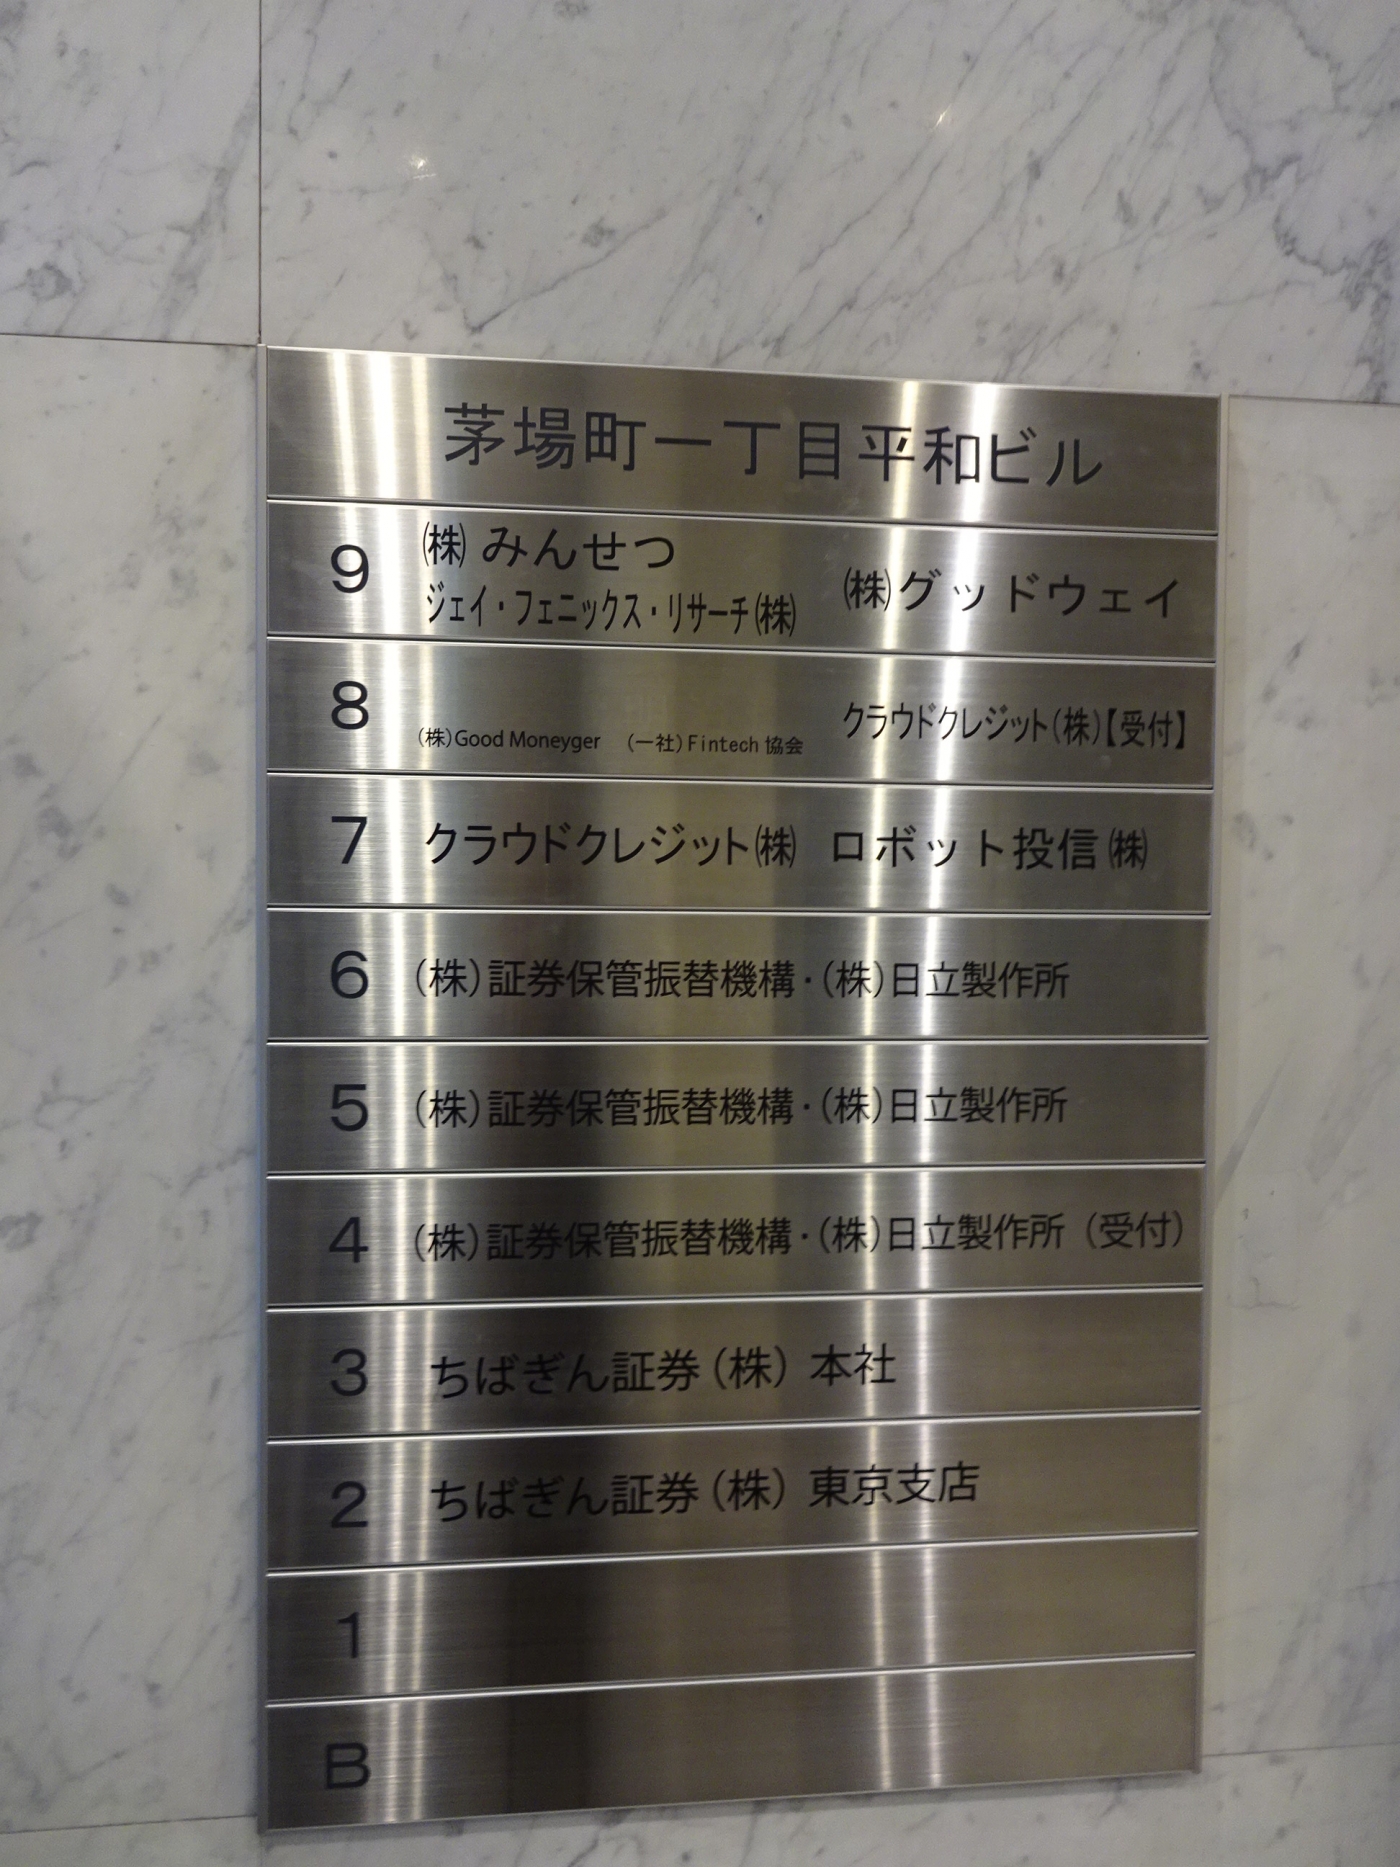 茅場町一丁目平和ビル
9 ㈱ みんせつ
ジェイ・フェニックス・リサーチ㈱
㈱グッドウェイ
8 (株)Good Moneyger (一社)Fintech 協会 クラウドクレジット(株)【受付】
7 クラウドクレジット㈱ ロボット投信㈱
6 (株)証券保管振替機構・(株)日立製作所
5 (株)証券保管振替機構・(株)日立製作所
4 (株)証券保管振替機構・(株)日立製作所（受付）
3 ちばぎん証券(株) 本社
2 ちばぎん証券(株) 東京支店
1
B